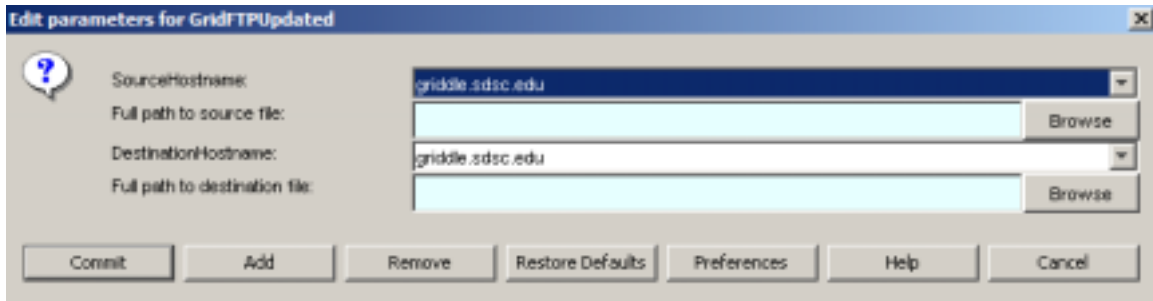 Edit parameters for GridFTPUpdated
?
SourceHostname: griddle.sdsc.edu
Full path to source file: Browse
DestinationHostname: griddle.sdsc.edu
Full path to destination file: Browse
Commit Add Remove Restore Defaults Preferences Help Cancel